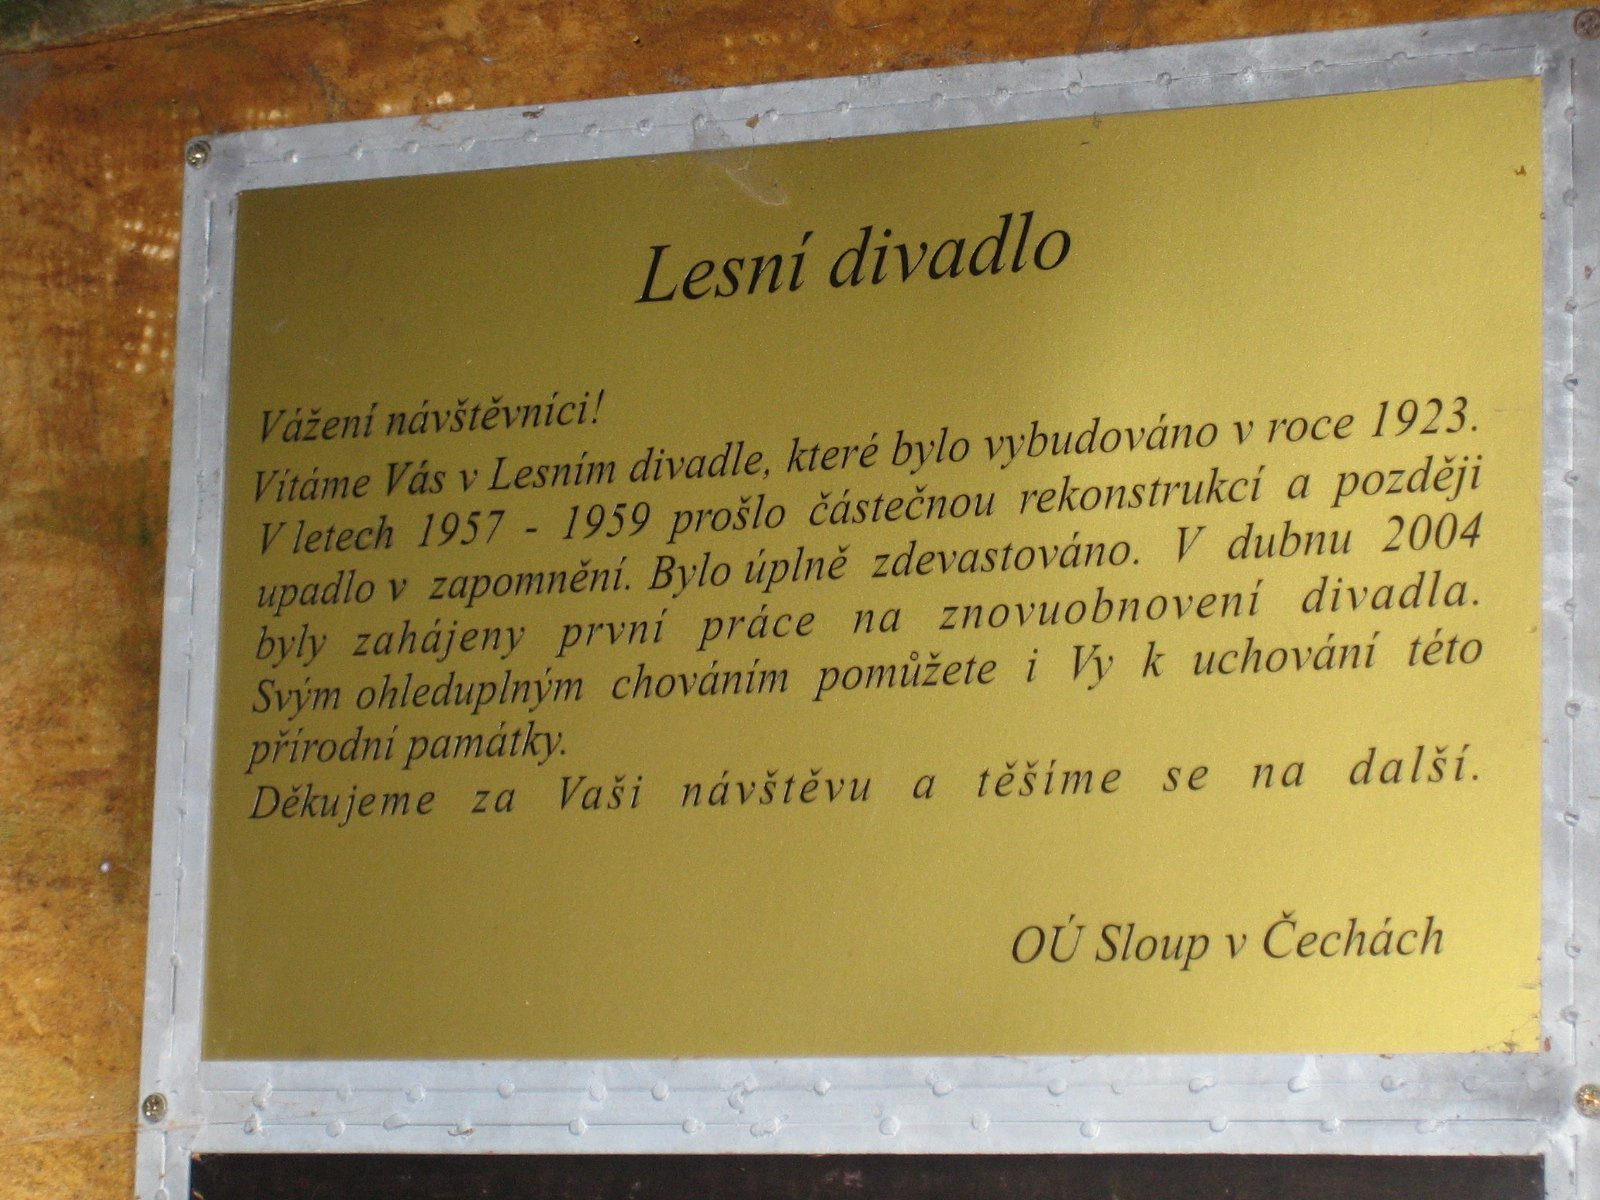 Lesní divadlo
Vážení návštěvníci!
Vítáme Vás v Lesním divadle, které bylo vybudováno v roce 1923.
V letech 1957 - 1959 prošlo částečnou rekonstrukcí a později
upadlo v zapomnění. Bylo úplně zdevastováno. V dubnu 2004
byly zahájeny první práce na znovuobnovení divadla.
Svým ohleduplným chováním pomůžete i Vy k uchování této
přírodní památky.
Děkujeme za Vaši návštěvu a těšíme se na další.
OÚ Sloup v Čechách